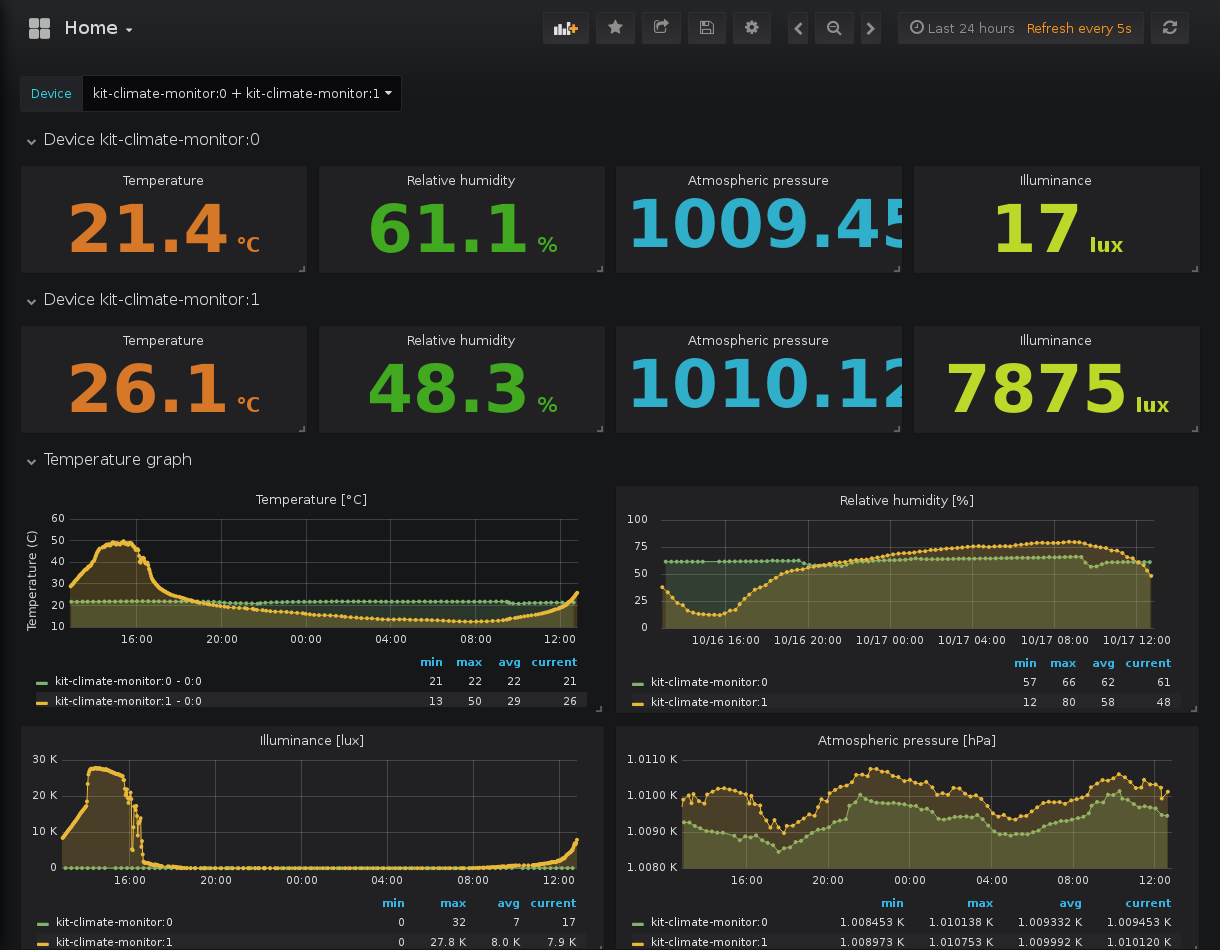 Home
Last 24 hours Refresh every 5s
Device kit-climate-monitor:0 + kit-climate-monitor:1
Device kit-climate-monitor:0
Temperature Relative humidity Atmospheric pressure Illuminance
21.4 °C 61.1 % 1009.45 17 lux
Device kit-climate-monitor:1
Temperature Relative humidity Atmospheric pressure Illuminance
26.1 °C 48.3 % 1010.12 7875 lux
Temperature graph
Temperature [°C]
Temperature (C)
60
50
40
30
20
10
16:00 20:00 00:00 04:00 08:00 12:00
min max avg current
kit-climate-monitor:0 - 0:0 21 22 22 21
kit-climate-monitor:1 - 0:0 13 50 29 26
Relative humidity [%]
100
75
50
25
0
10/16 16:00 10/16 20:00 10/17 00:00 10/17 04:00 10/17 08:00 10/17 12:00
min max avg current
kit-climate-monitor:0 57 66 62 61
kit-climate-monitor:1 12 80 58 48
Illuminance [lux]
30 K
20 K
10 K
0
16:00 20:00 00:00 04:00 08:00 12:00
min max avg current
kit-climate-monitor:0 0 32 7 17
kit-climate-monitor:1 0 27.8 K 8.0 K 7.9 K
Atmospheric pressure [hPa]
1.0110 K
1.0100 K
1.0090 K
1.0080 K
16:00 20:00 00:00 04:00 08:00 12:00
min max avg current
kit-climate-monitor:0 1.008453 K 1.010138 K 1.009332 K 1.009453 K
kit-climate-monitor:1 1.008973 K 1.010753 K 1.009992 K 1.010120 K